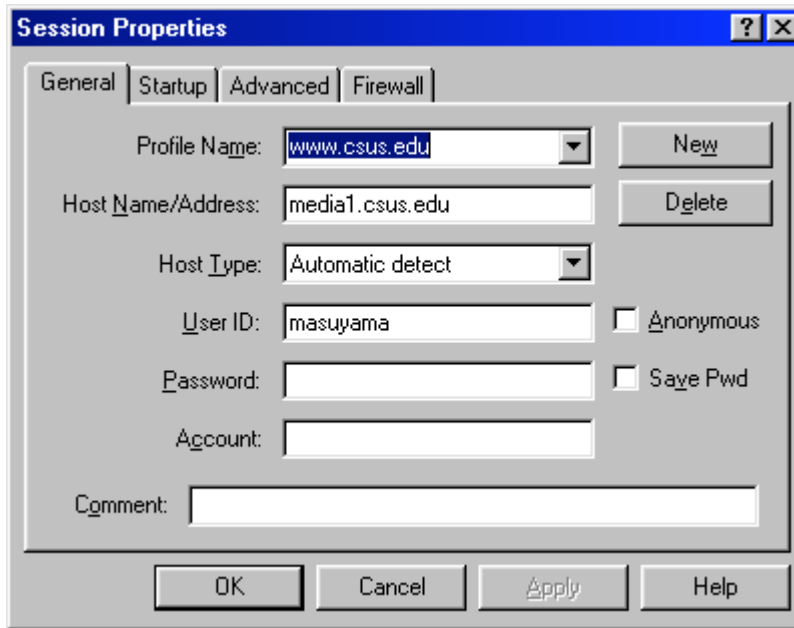 Session Properties
General Startup Advanced Firewall
Profile Name: www.csus.edu New
Host Name/Address: media1.csus.edu Delete
Host Type: Automatic detect
User ID: masuyama Anonymous
Password: Save Pwd
Account:
Comment:
OK Cancel Apply Help